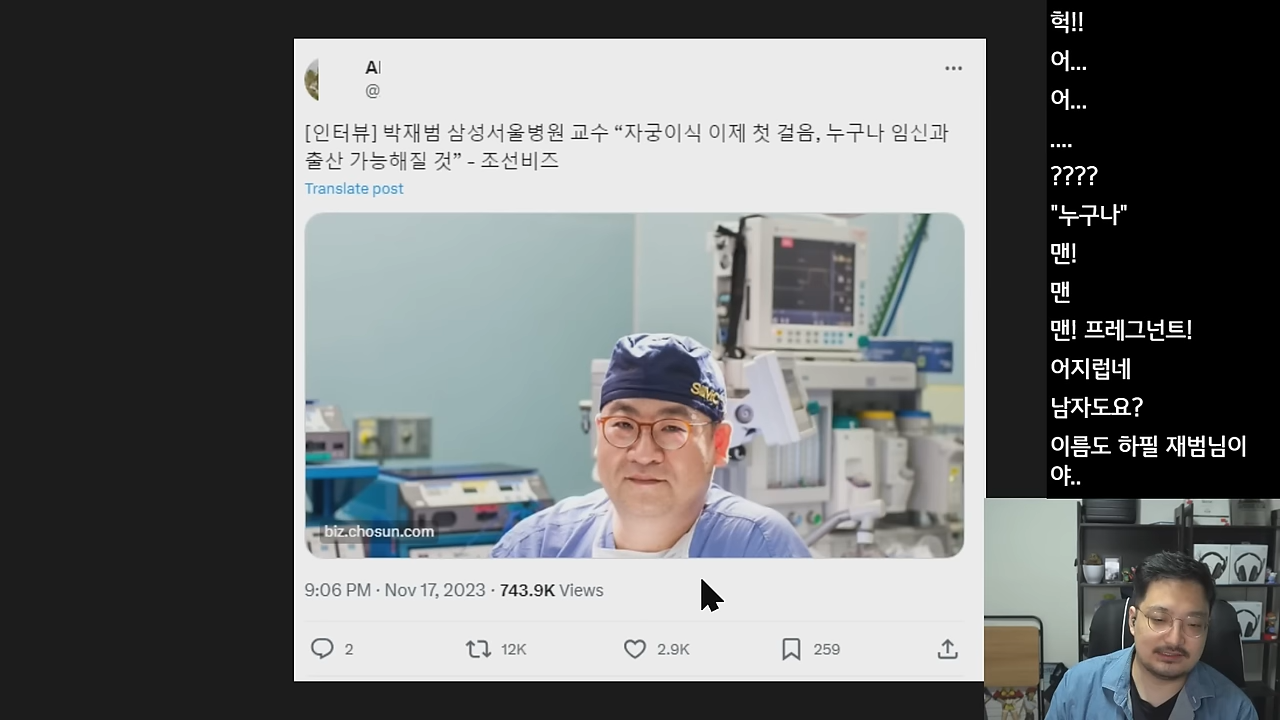 Al
@
[인터뷰] 박재범 삼성서울병원 교수 “자궁이식 이제 첫 걸음, 누구나 임신과
출산 가능해질 것” - 조선비즈
Translate post
biz.chosun.com
9:06 PM · Nov 17, 2023 · 743.9K Views
2
12K
2.9K
259
헉!!
어...
어...
....
????
"누구나"
맨!
맨
맨! 프레그넌트!
어지럽네
남자도요?
이름도 하필 재범님이
야..